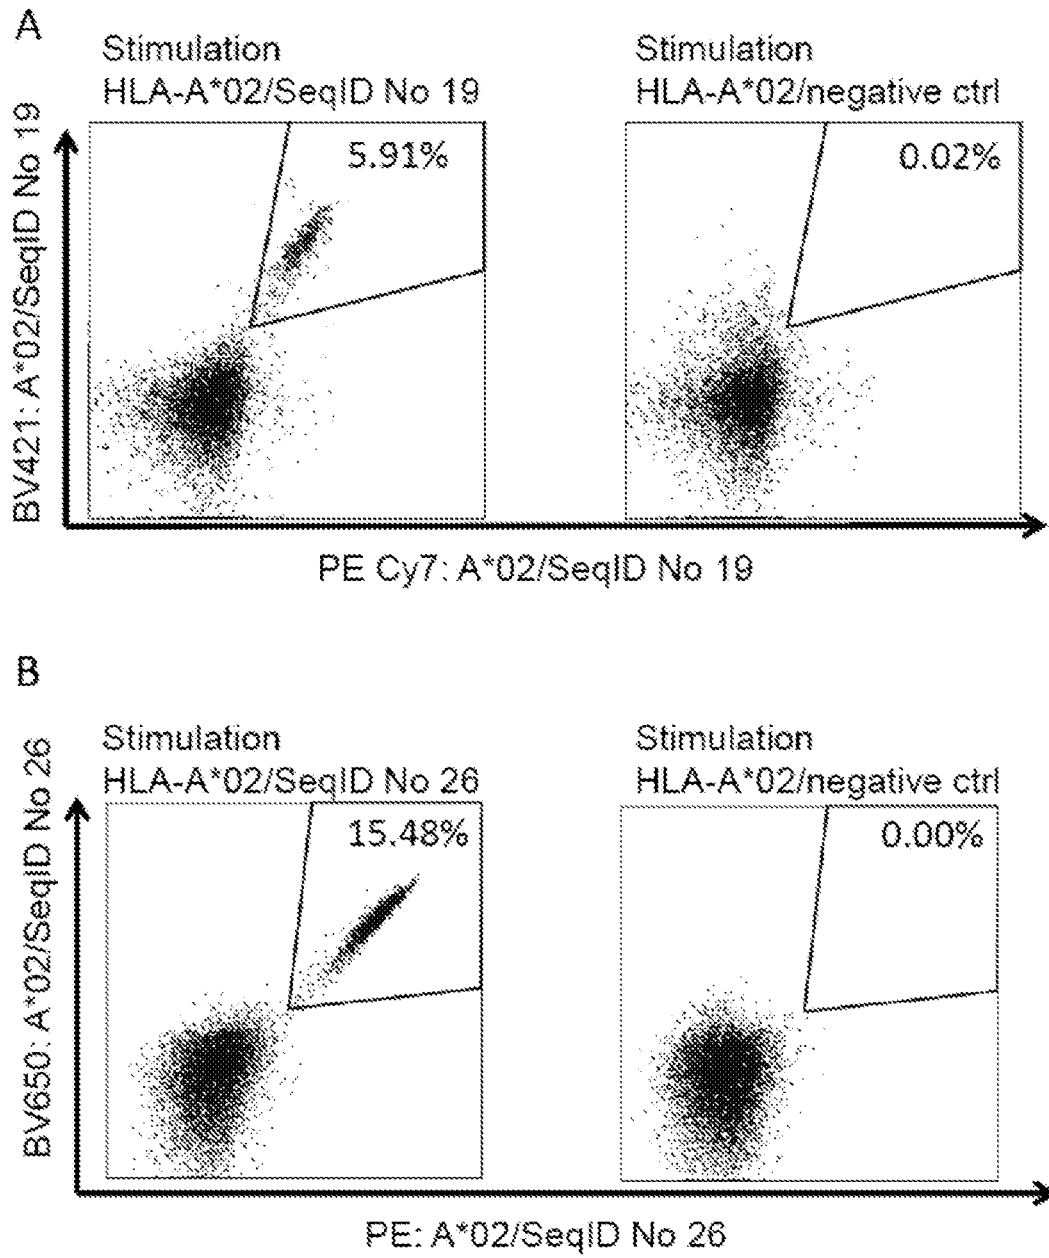 A
Stimulation
HLA-A*02/SeqID No 19
Stimulation
HLA-A*02/negative ctrl
5.91%
0.02%
BV421: A*02/SeqID No 19
PE Cy7: A*02/SeqID No 19
B
Stimulation
HLA-A*02/SeqID No 26
Stimulation
HLA-A*02/negative ctrl
15.48%
0.00%
BV650: A*02/SeqID No 26
PE: A*02/SeqID No 26